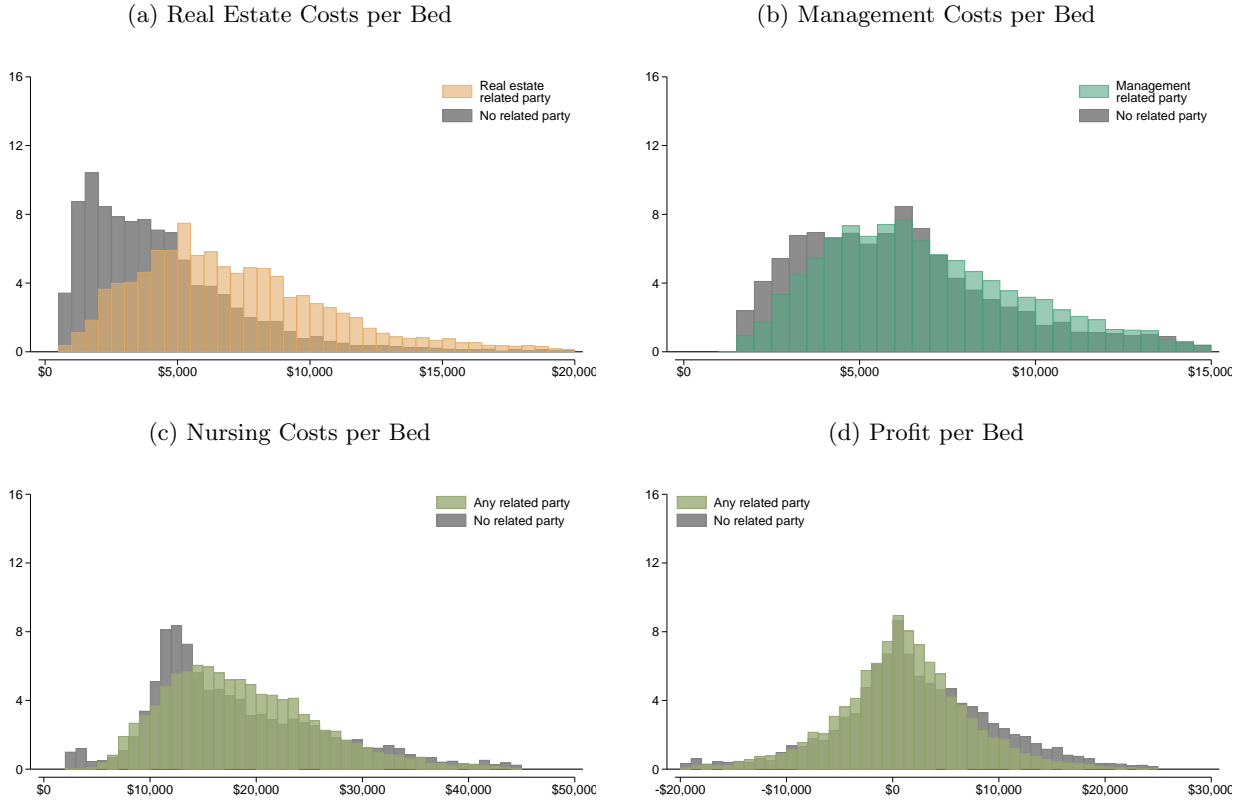 (a) Real Estate Costs per Bed
16
12
8
4
0
$0
$5,000
$10,000
$15,000
$20,000
Real estate
related party
No related party
(b) Management Costs per Bed
16
12
8
4
0
$0
$5,000
$10,000
$15,000
Management
related party
No related party
(c) Nursing Costs per Bed
16
12
8
4
0
$0
$10,000
$20,000
$30,000
$40,000
$50,000
Any related party
No related party
(d) Profit per Bed
16
12
8
4
0
-$20,000
-$10,000
$0
$10,000
$20,000
$30,000
Any related party
No related party